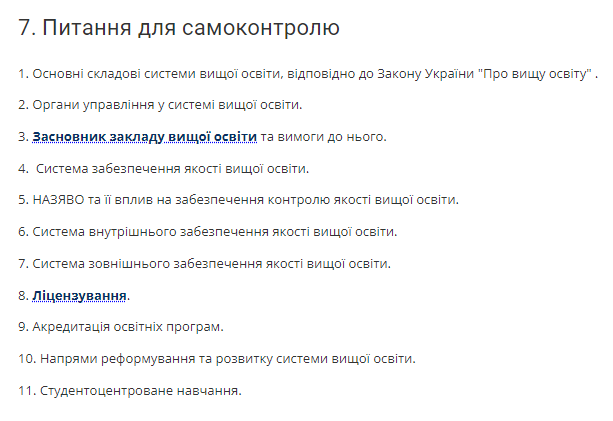 7. Питання для самоконтролю
1. Основні складові системи вищої освіти, відповідно до Закону України "Про вищу освіту" .
2. Органи управління у системі вищої освіти.
3. Засновник закладу вищої освіти та вимоги до нього.
4. Система забезпечення якості вищої освіти.
5. НАЗЯВО та її вплив на забезпечення контролю якості вищої освіти.
6. Система внутрішнього забезпечення якості вищої освіти.
7. Система зовнішнього забезпечення якості вищої освіти.
8. Ліцензування.
9. Акредитація освітніх програм.
10. Напрями реформування та розвитку системи вищої освіти.
11. Студентоцентроване навчання.